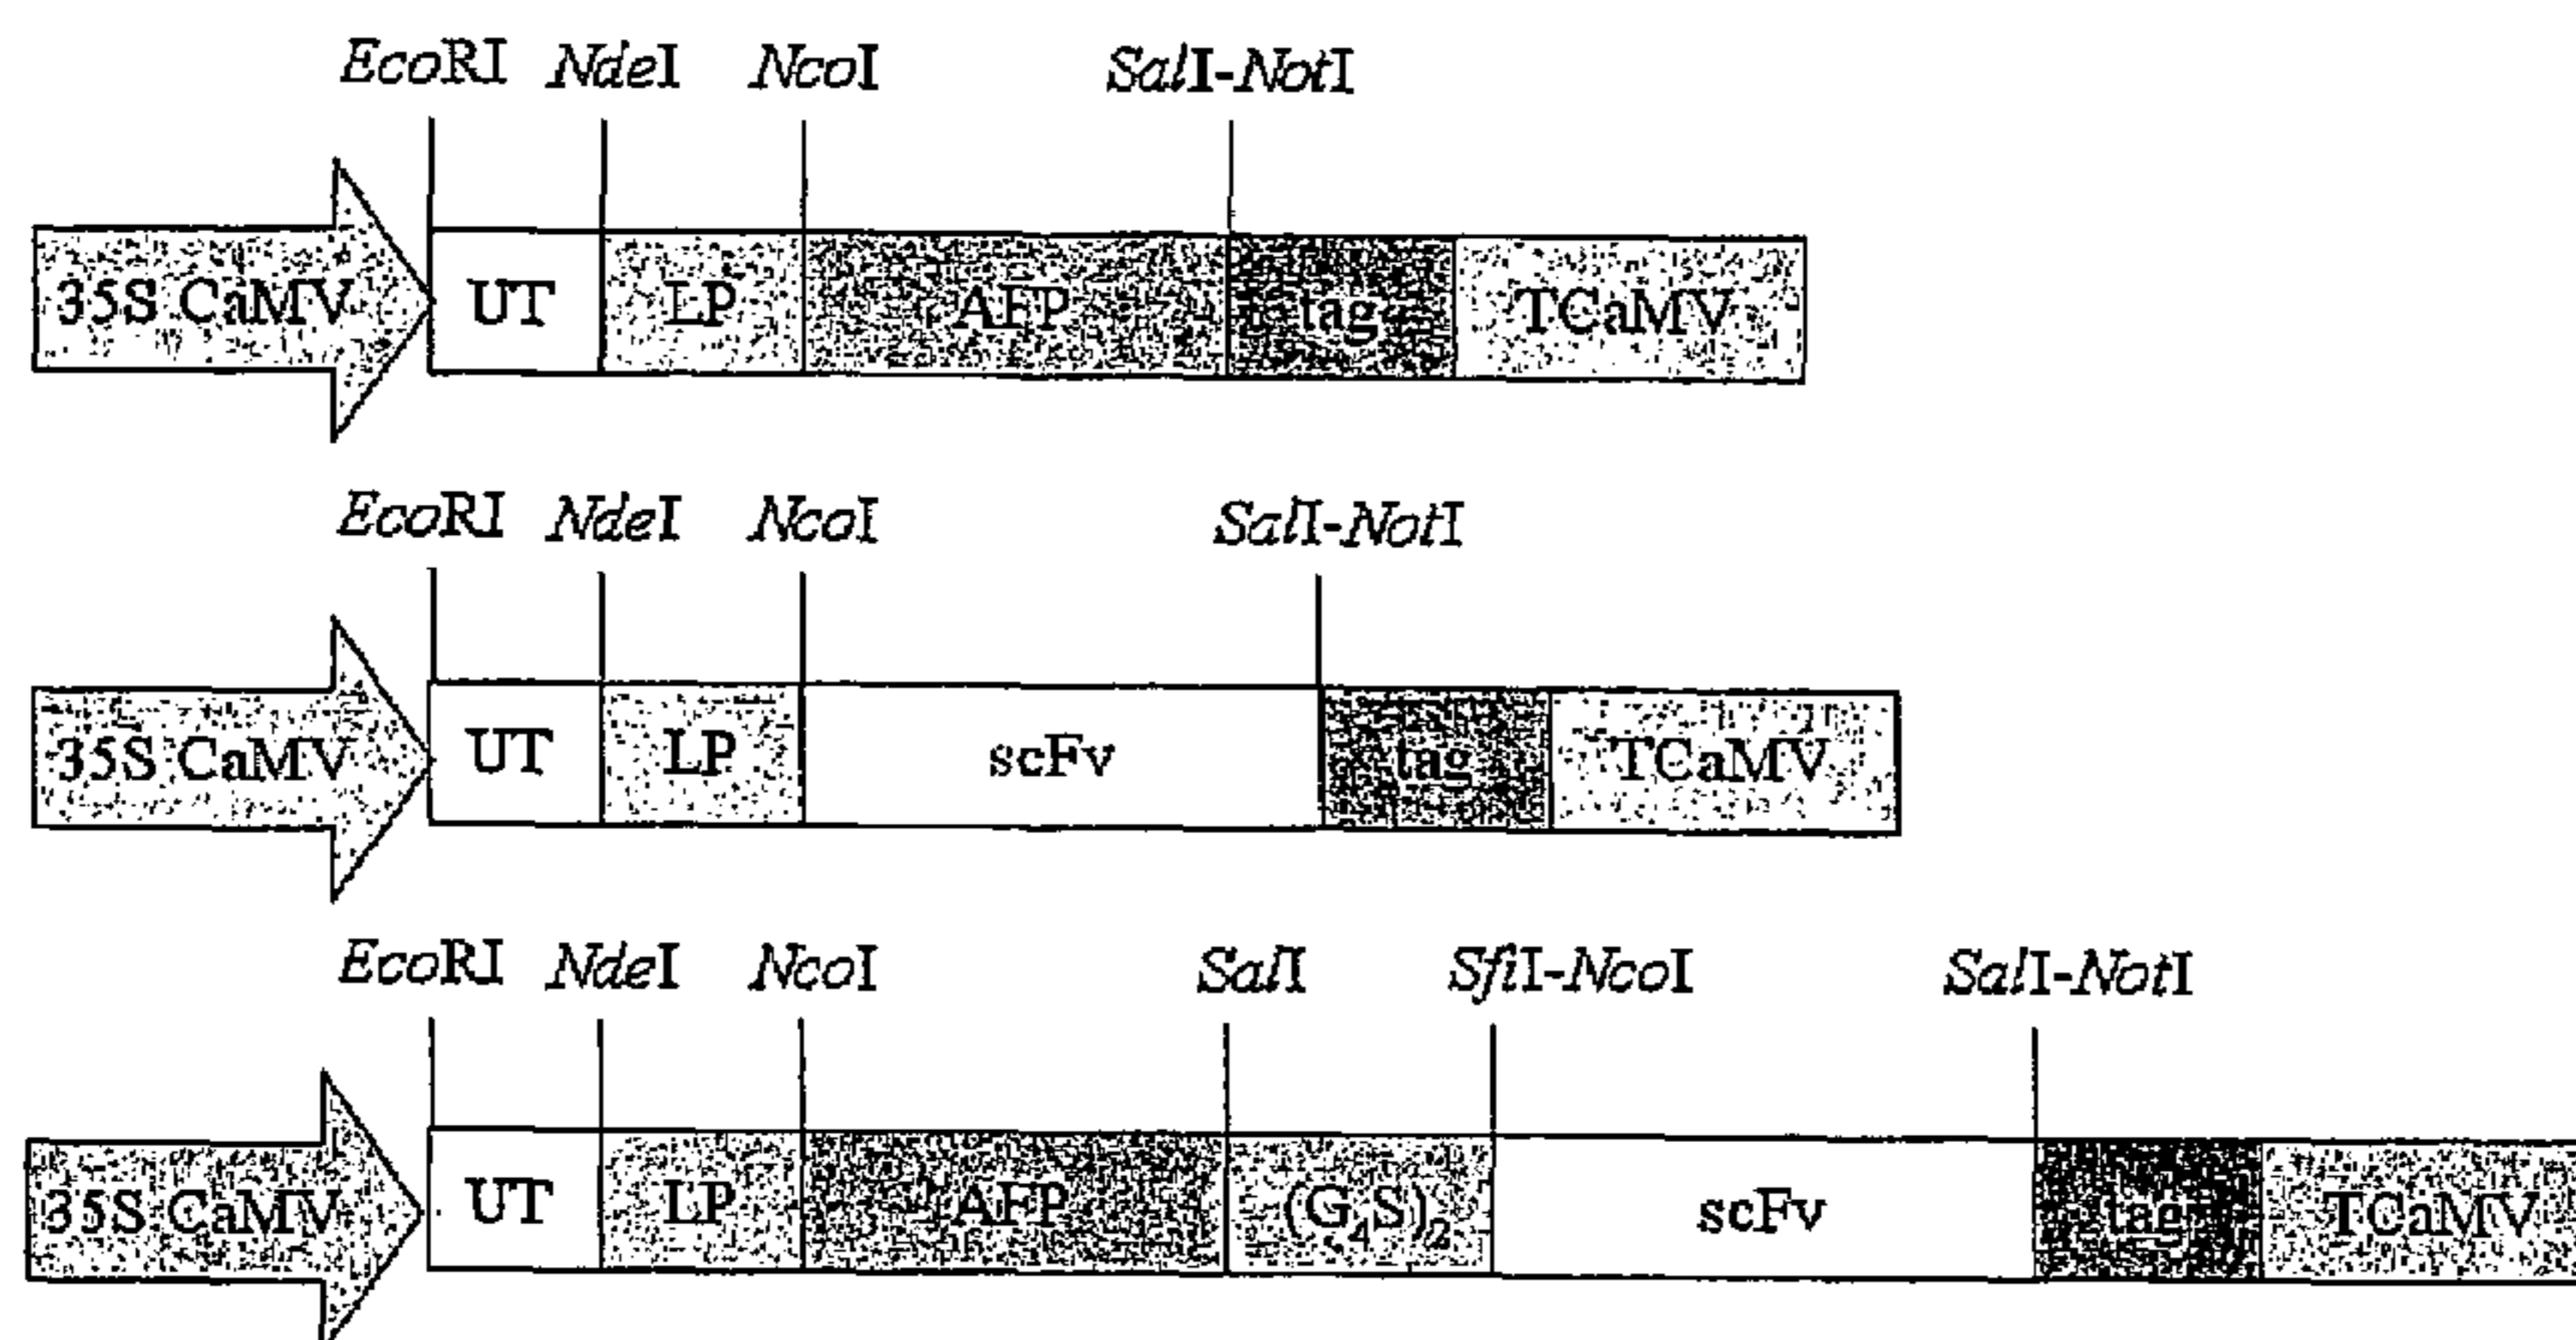 EcoRI NdeI NcoI SalI-NotI
35S CaMV UT LP AFP tag TCaMV
EcoRI NdeI NcoI SalI-NotI
35S CaMV UT LP scFv tag TCaMV
EcoRI NdeI NcoI SalI SfiI-NcoI SalI-NotI
35S CaMV UT LP AFP (G₄S)₂ scFv tag TCaMV